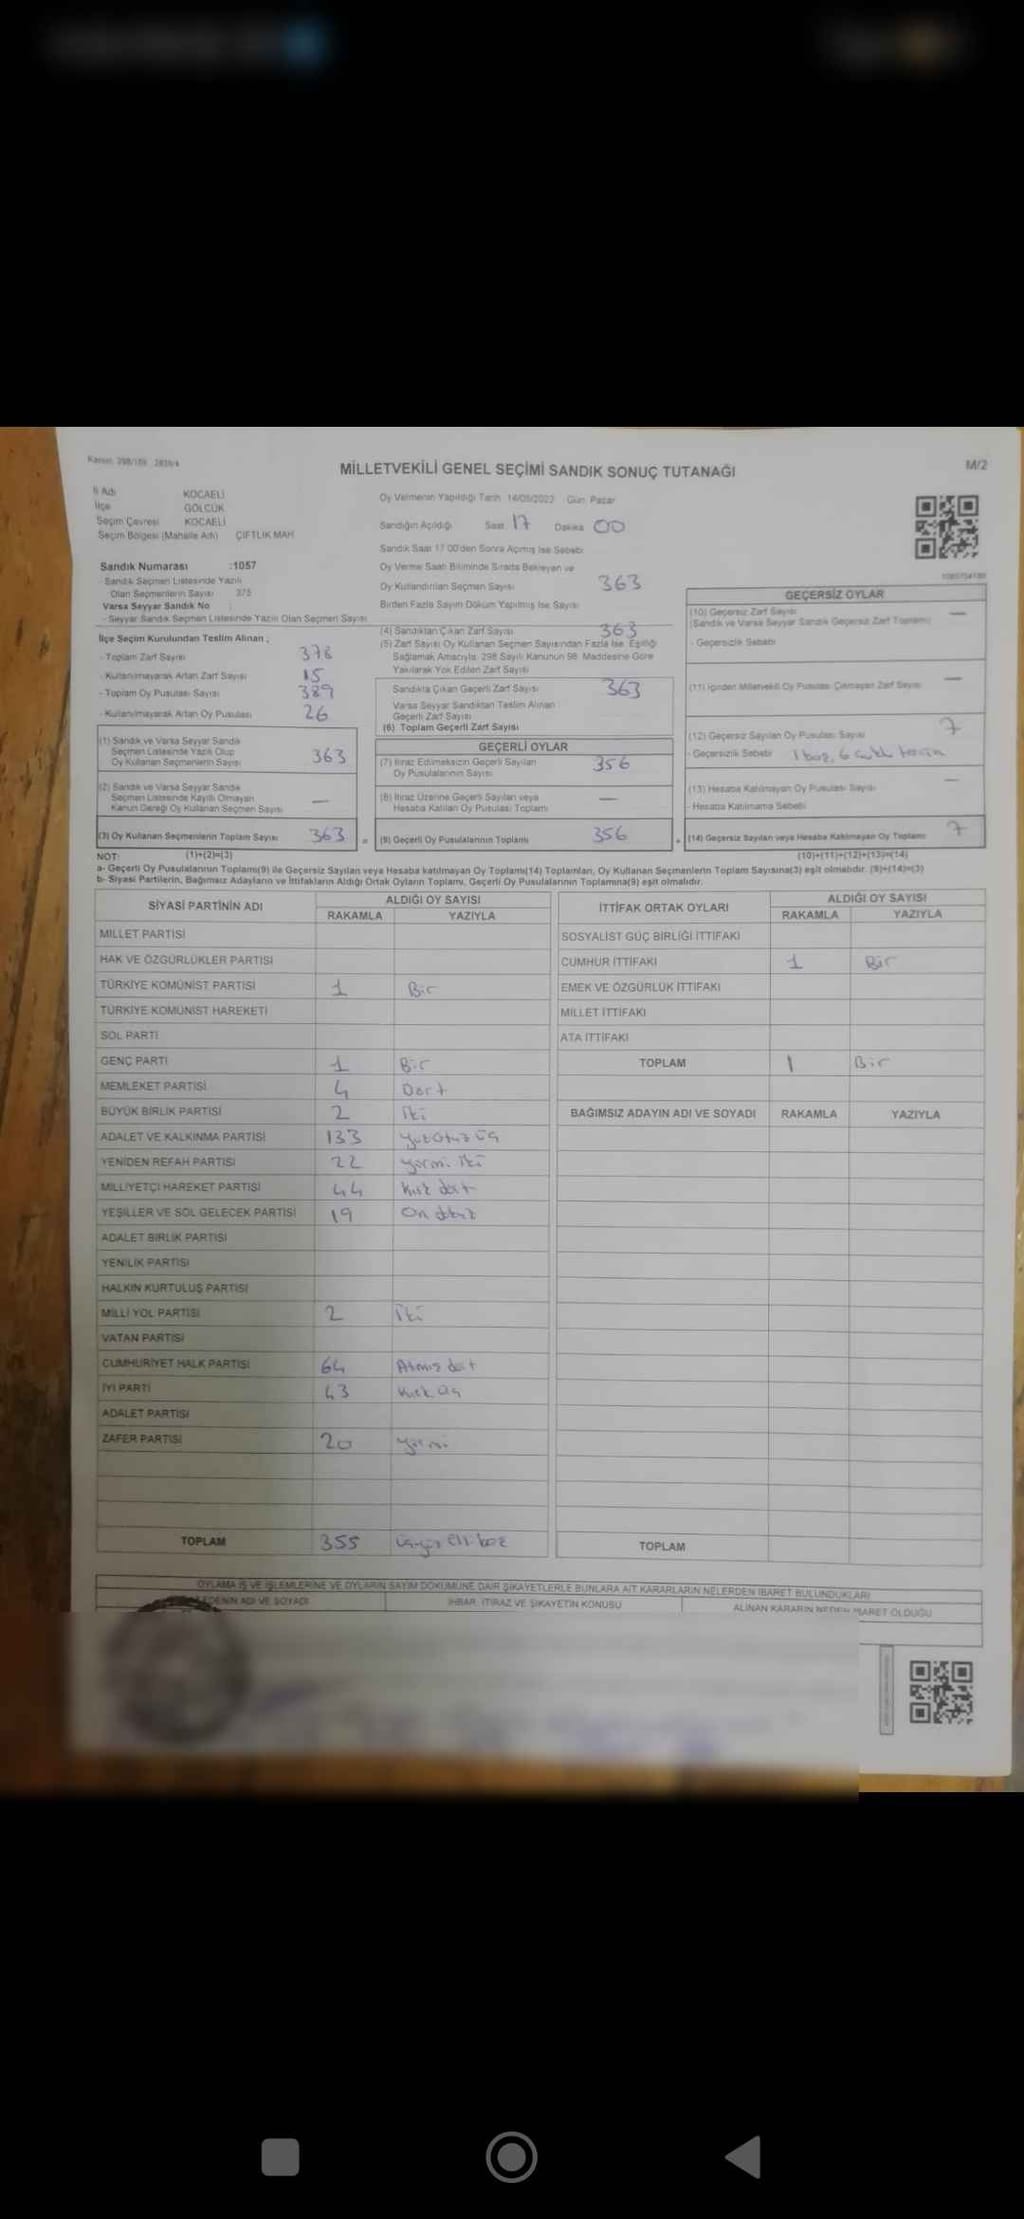 MİLLETVEKİLİ GENEL SEÇİMİ SANDIK SONUÇ TUTANAĞI
M/2
İl Adı KOCAELİ
İlçe GÖLCÜK
Seçim Çevresi KOCAELİ
Seçim Bölgesi (Mahalle Adı) ÇİFTLİK MAH
Oy Vermenin Yapıldığı Tarih 14/05/2023 Gün Pazar
Sandığın Açıldığı Saat 17 Dakika 00
Sandık Saat 17:00'den Sonra Açılmış İse Sebebi
Oy Verme Saati Bitiminde Sırada Bekleyen ve
Oy Kullandırılan Seçmen Sayısı 363
Birden Fazla Sayım Döküm Yapılmış İse Sayısı
Sandık Numarası :1057
- Sandık Seçmen Listesinde Yazılı
Olan Seçmenlerin Sayısı 375
Varsa Seyyar Sandık No :
- Seyyar Sandık Seçmen Listesinde Yazılı Olan Seçmen Sayısı
İlçe Seçim Kurulundan Teslim Alınan ;
- Toplam Zarf Sayısı 378
- Kullanılmayarak Artan Zarf Sayısı 15
- Toplam Oy Pusulası Sayısı 389
- Kullanılmayarak Artan Oy Pusulası 26
(1) Sandık ve Varsa Seyyar Sandık
Seçmen Listesinde Yazılı Olup
Oy Kullanan Seçmenlerin Sayısı 363
(2) Sandık ve Varsa Seyyar Sandık
Seçmen Listesinde Kayıtlı Olmayan
Kanun Gereği Oy Kullanan Seçmen Sayısı —
(3) Oy Kullanan Seçmenlerin Toplam Sayısı 363 =
(4) Sandıktan Çıkan Zarf Sayısı 363
(5) Zarf Sayısı Oy Kullanan Seçmen Sayısından Fazla İse, Eşitliği
Sağlamak Amacıyla, 298 Sayılı Kanunun 98. Maddesine Göre
Yakılarak Yok Edilen Zarf Sayısı
Sandıkta Çıkan Geçerli Zarf Sayısı 363
Varsa Seyyar Sandıktan Teslim Alınan
Geçerli Zarf Sayısı
(6) Toplam Geçerli Zarf Sayısı
GEÇERLİ OYLAR
(7) İtiraz Edilmeksizin Geçerli Sayılan
Oy Pusulalarının Sayısı 356
(8) İtiraz Üzerine Geçerli Sayılan veya
Hesaba Katılan Oy Pusulası Toplamı —
(9) Geçerli Oy Pusulalarının Toplamı 356 +
GEÇERSİZ OYLAR
(10) Geçersiz Zarf Sayısı —
(Sandık ve Varsa Seyyar Sandık Geçersiz Zarf Toplamı)
- Geçersizlik Sebebi
(11) İçinden Milletvekili Oy Pusulası Çıkmayan Zarf Sayısı —
(12) Geçersiz Sayılan Oy Pusulası Sayısı 7
- Geçersizlik Sebebi 1 boş, 6
(13) Hesaba Katılmayan Oy Pusulası Sayısı —
- Hesaba Katılmama Sebebi
(14) Geçersiz Sayılan veya Hesaba Katılmayan Oy Toplamı 7
NOT: (1)+(2)=(3) (10)+(11)+(12)+(13)=(14)
a- Geçerli Oy Pusulalarının Toplamı(9) ile Geçersiz Sayılan veya Hesaba katılmayan Oy Toplamı(14) Toplamları, Oy Kullanan Seçmenlerin Toplam Sayısına(3) eşit olmalıdır. (9)+(14)=(3)
b- Siyasi Partilerin, Bağımsız Adayların ve İttifakların Aldığı Ortak Oyların Toplamı, Geçerli Oy Pusulalarının Toplamına(9) eşit olmalıdır.
SİYASİ PARTİNİN ADI ALDIĞI OY SAYISI
RAKAMLA YAZIYLA
MİLLET PARTİSİ
HAK VE ÖZGÜRLÜKLER PARTİSİ
TÜRKİYE KOMÜNİST PARTİSİ 1 Bir
TÜRKİYE KOMÜNİST HAREKETİ
SOL PARTİ
GENÇ PARTİ 1 Bir
MEMLEKET PARTİSİ 4 Dört
BÜYÜK BİRLİK PARTİSİ 2 İki
ADALET VE KALKINMA PARTİSİ 133 yüzotuz üç
YENİDEN REFAH PARTİSİ 22 yirmi iki
MİLLİYETÇİ HAREKET PARTİSİ 44 kırk dört
YEŞİLLER VE SOL GELECEK PARTİSİ 19 On dokuz
ADALET BİRLİK PARTİSİ
YENİLİK PARTİSİ
HALKIN KURTULUŞ PARTİSİ
MİLLİ YOL PARTİSİ 2 İki
VATAN PARTİSİ
CUMHURİYET HALK PARTİSİ 64 Atmış dört
İYİ PARTİ 43 kırk üç
ADALET PARTİSİ
ZAFER PARTİSİ 20 yirmi
TOPLAM 355 üçyüz elli beş
İTTİFAK ORTAK OYLARI ALDIĞI OY SAYISI
RAKAMLA YAZIYLA
SOSYALİST GÜÇ BİRLİĞİ İTTİFAKI
CUMHUR İTTİFAKI 1 Bir
EMEK VE ÖZGÜRLÜK İTTİFAKI
MİLLET İTTİFAKI
ATA İTTİFAKI
TOPLAM 1 Bir
BAĞIMSIZ ADAYIN ADI VE SOYADI RAKAMLA YAZIYLA
TOPLAM
OYLAMA İŞ VE İŞLEMLERİNE VE OYLARIN SAYIM DÖKÜMÜNE DAİR ŞİKAYETLERLE BUNLARA AİT KARARLARIN NELERDEN İBARET BULUNDUKLARI
EDENİN ADI VE SOYADI İHBAR, İTİRAZ VE ŞİKAYETİN KONUSU ALINAN KARARIN NEDEN İBARET OLDUĞU